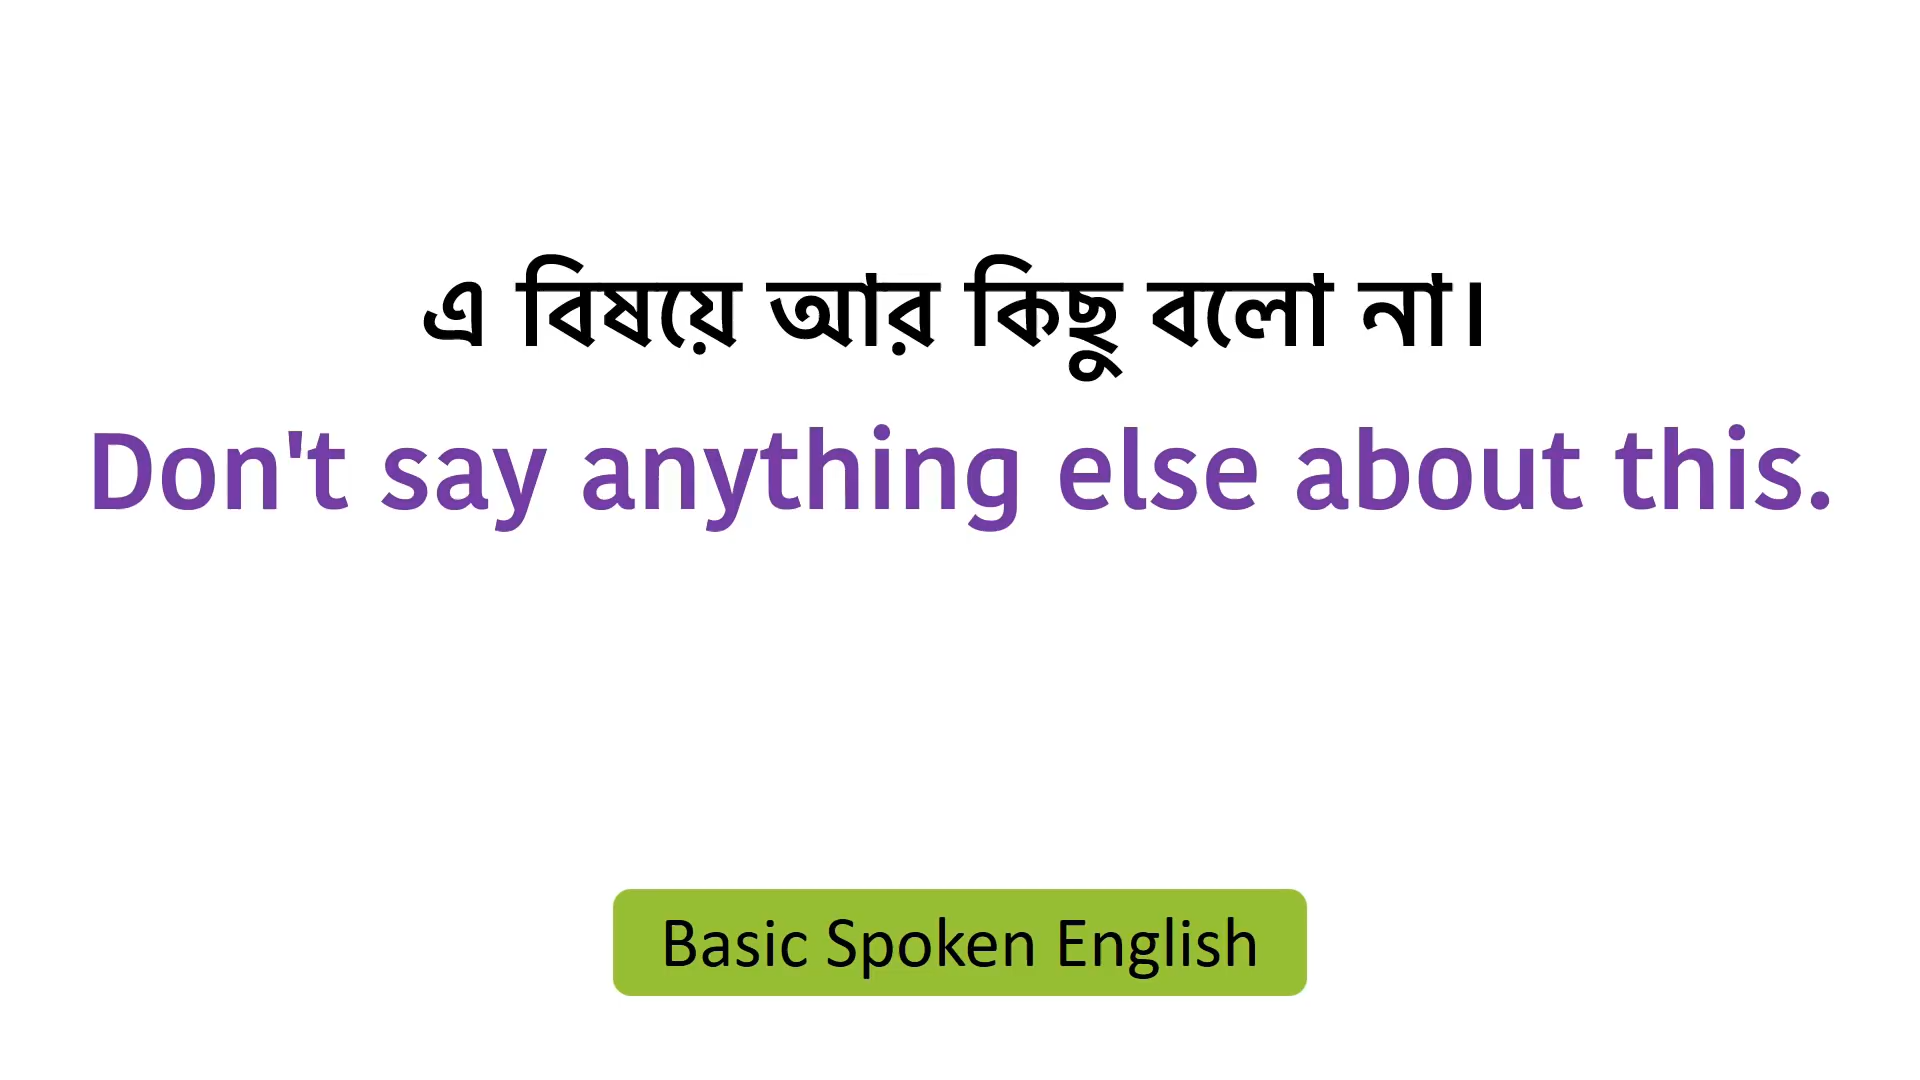 এ বিষয়ে আর কিছু বলো না।
Don't say anything else about this.
Basic Spoken English